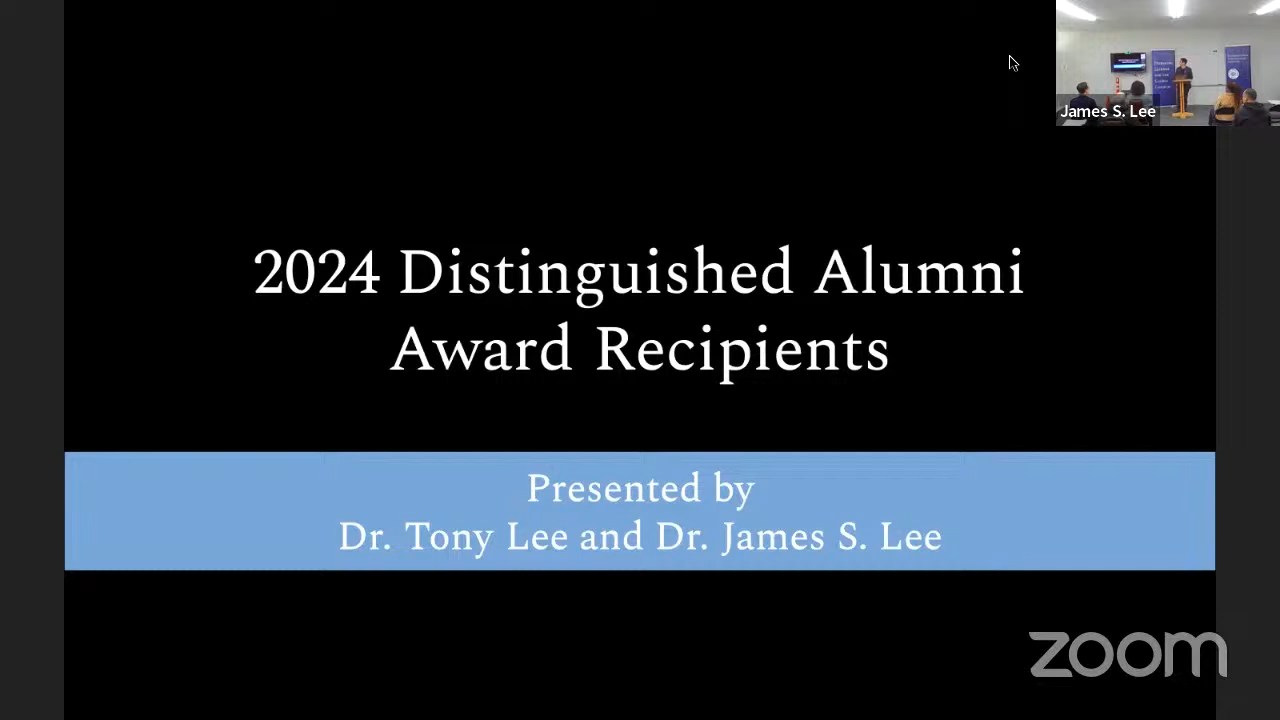 James S. Lee
2024 Distinguished Alumni
Award Recipients
Presented by
Dr. Tony Lee and Dr. James S. Lee
zoom